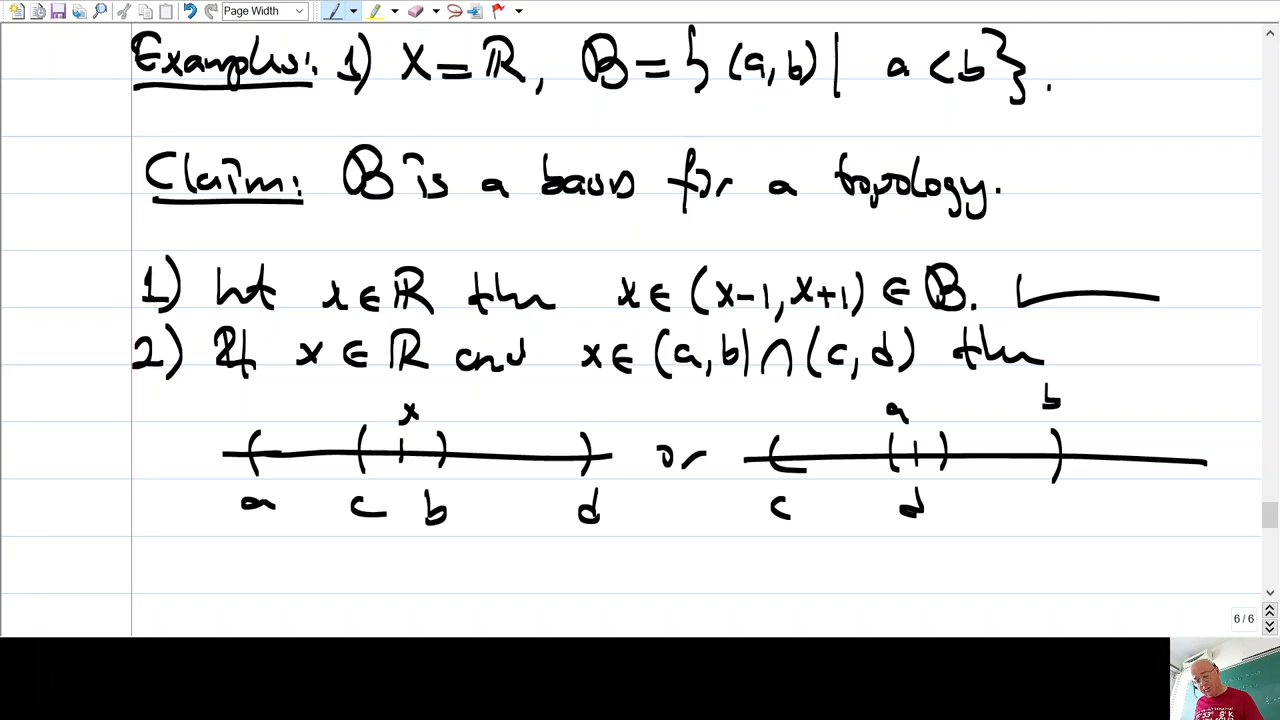 Page Width
Examples: 1) X = ℝ, 𝔹 = { (a, b) | a < b }.
Claim: 𝔹 is a basis for a topology.
1) let x ∈ ℝ then x ∈ (x-1, x+1) ∈ 𝔹.
2) If x ∈ ℝ and x ∈ (a, b) ∩ (c, d) then
x a b
or
a c b d c d
6 / 6